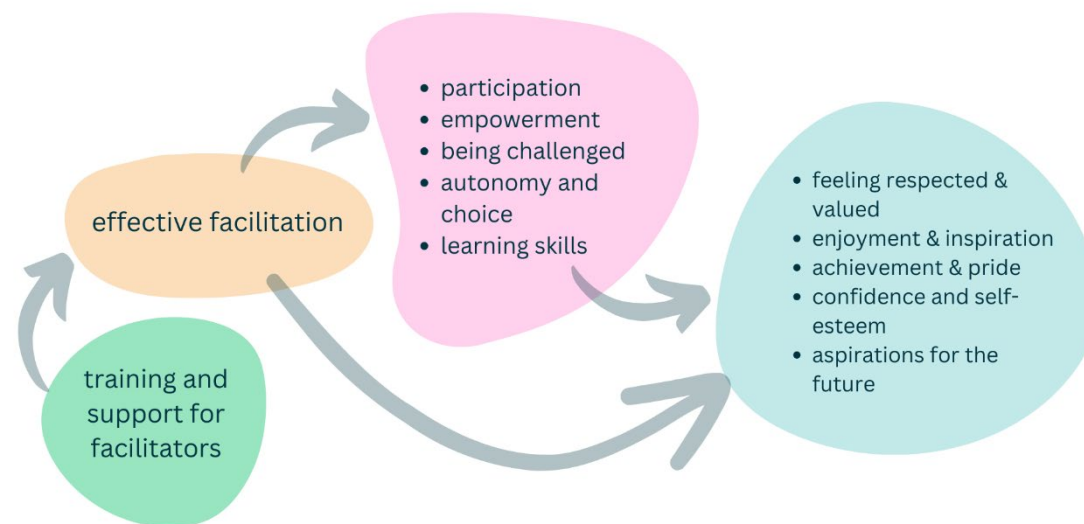 training and
support for
facilitators
effective facilitation
• participation
• empowerment
• being challenged
• autonomy and
choice
• learning skills
• feeling respected &
valued
• enjoyment & inspiration
• achievement & pride
• confidence and self-
esteem
• aspirations for the
future